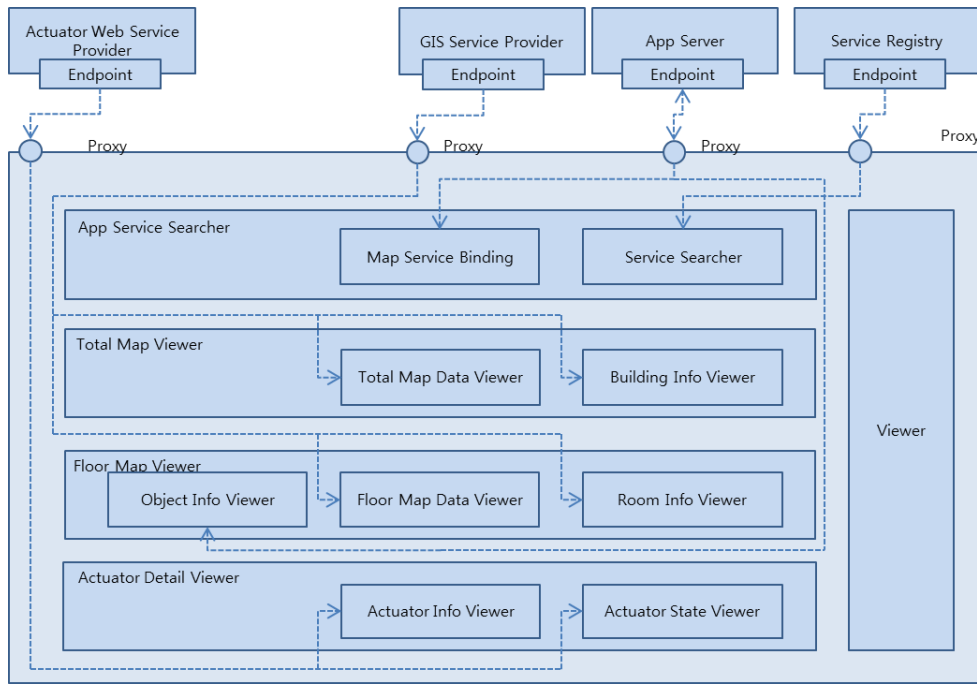 Actuator Web Service
Provider
Endpoint
GIS Service Provider
Endpoint
App Server
Endpoint
Service Registry
Endpoint
Proxy
Proxy
Proxy
Proxy
App Service Searcher
Map Service Binding
Service Searcher
Total Map Viewer
Total Map Data Viewer
Building Info Viewer
Viewer
Floor Map Viewer
Object Info Viewer
Floor Map Data Viewer
Room Info Viewer
Actuator Detail Viewer
Actuator Info Viewer
Actuator State Viewer